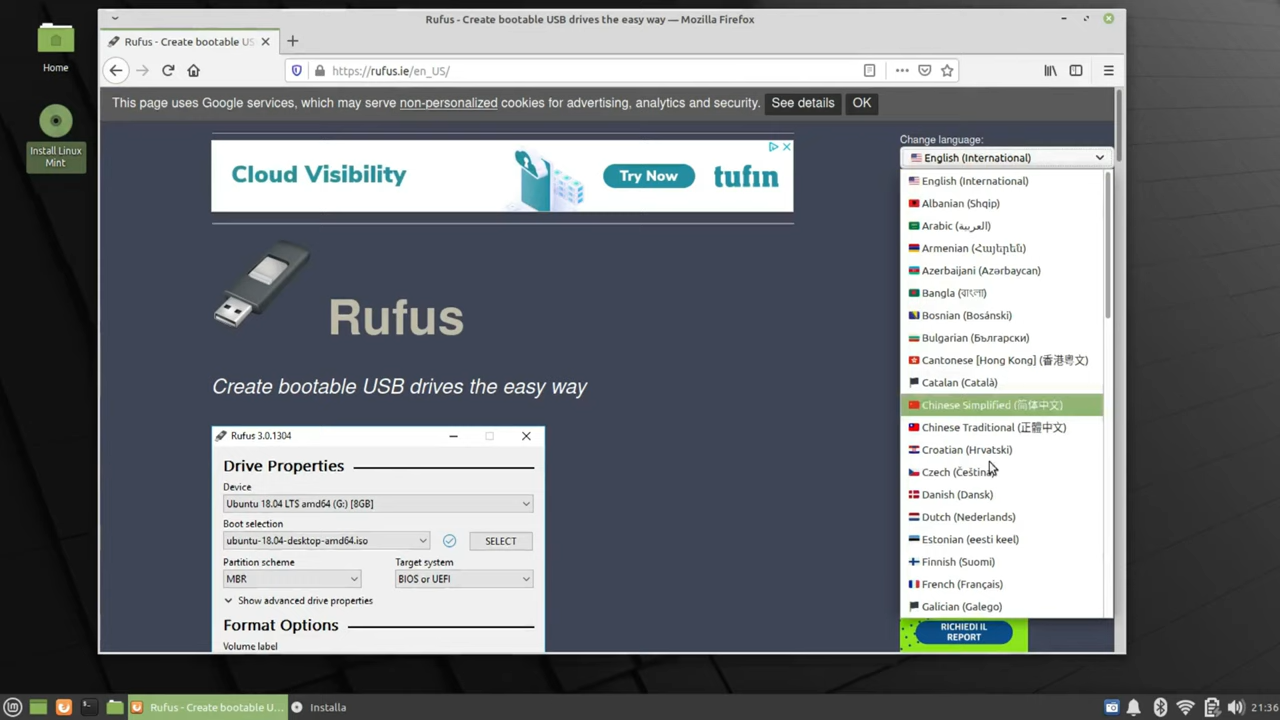 Rufus - Create bootable USB drives the easy way — Mozilla Firefox
Home
Install Linux
Mint
Rufus - Create bootable US
https://rufus.ie/en_US/
This page uses Google services, which may serve non-personalized cookies for advertising, analytics and security. See details OK
Cloud Visibility Try Now tufin
Rufus
Create bootable USB drives the easy way
Rufus 3.0.1304
Drive Properties
Device
Ubuntu 18.04 LTS amd64 (G:) [8GB]
Boot selection
ubuntu-18.04-desktop-amd64.iso SELECT
Partition scheme Target system
MBR BIOS or UEFI
Show advanced drive properties
Format Options
Volume label
Change language:
English (International)
English (International)
Albanian (Shqip)
Arabic (العربية)
Armenian (Հայերեն)
Azerbaijani (Azərbaycan)
Bangla (বাংলা)
Bosnian (Bosánski)
Bulgarian (Български)
Cantonese [Hong Kong] (香港粵文)
Catalan (Català)
Chinese Simplified (简体中文)
Chinese Traditional (正體中文)
Croatian (Hrvatski)
Czech (Čeština)
Danish (Dansk)
Dutch (Nederlands)
Estonian (eesti keel)
Finnish (Suomi)
French (Français)
Galician (Galego)
RICHIEDI IL
REPORT
Rufus - Create bootable U...
Installa
21:36